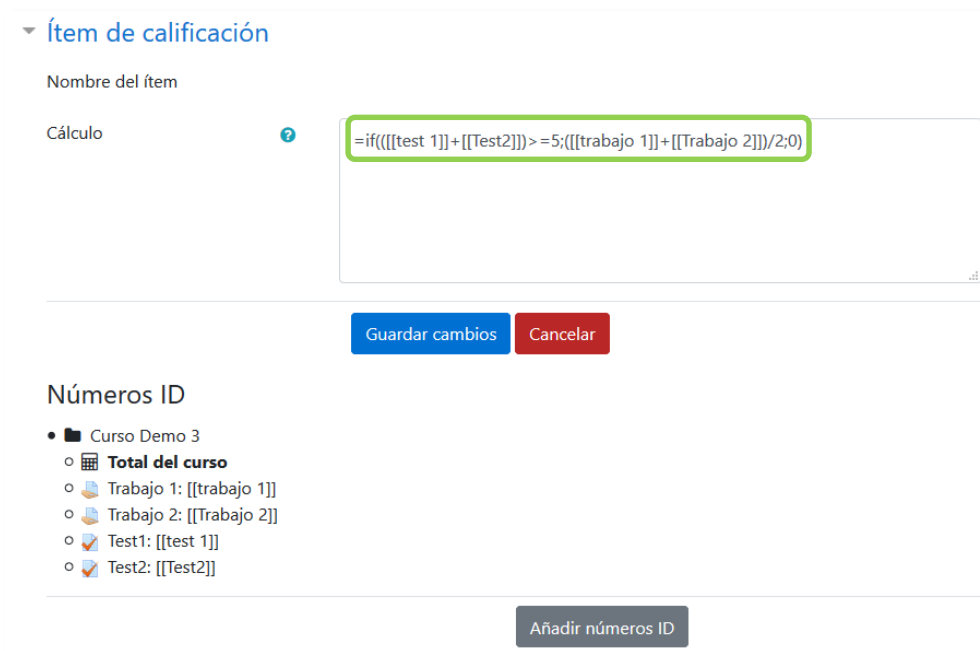 Ítem de calificación
Nombre del ítem
Cálculo
=if(([[test 1]]+[[Test2]])>=5;([[trabajo 1]]+[[Trabajo 2]])/2;0)
Guardar cambios Cancelar
Números ID
Curso Demo 3
Total del curso
Trabajo 1: [[trabajo 1]]
Trabajo 2: [[Trabajo 2]]
Test1: [[test 1]]
Test2: [[Test2]]
Añadir números ID